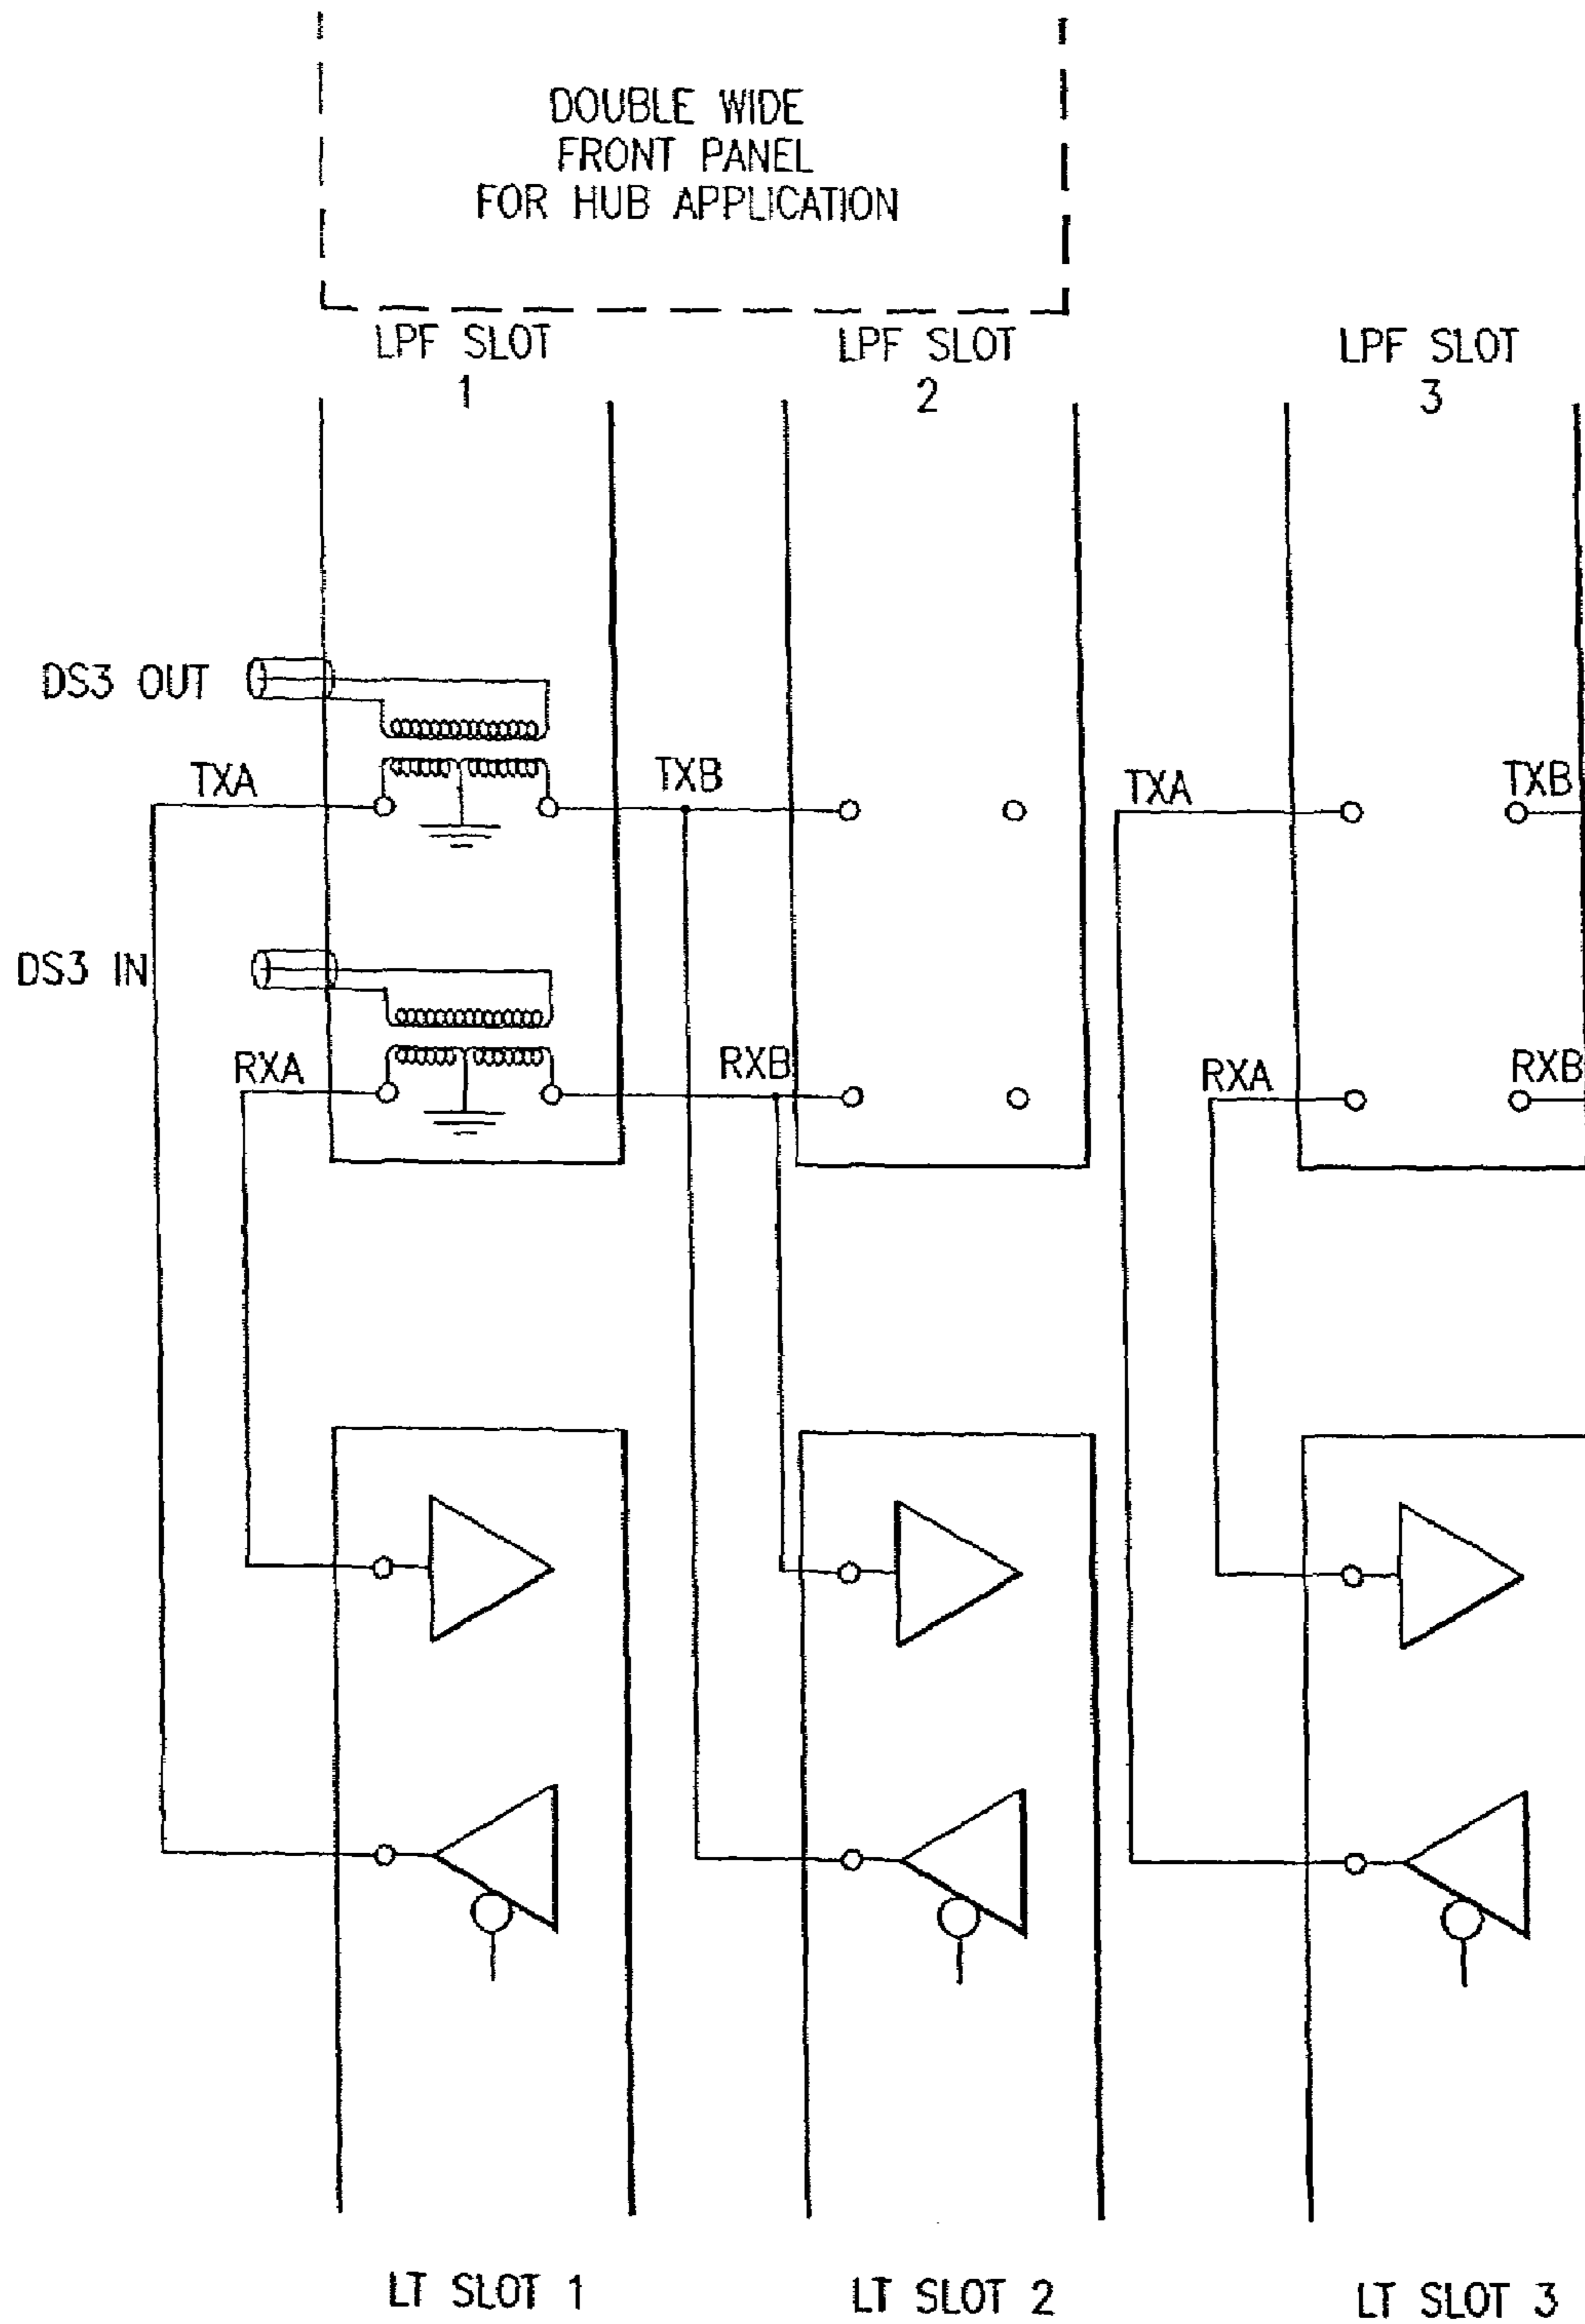 DOUBLE WIDE
FRONT PANEL
FOR HUB APPLICATION
LPF SLOT
1
LPF SLOT
2
LPF SLOT
3
DS3 OUT
TXA
TXB
TXA
TXB
DS3 IN
RXA
RXB
RXA
RXB
LT SLOT 1
LT SLOT 2
LT SLOT 3